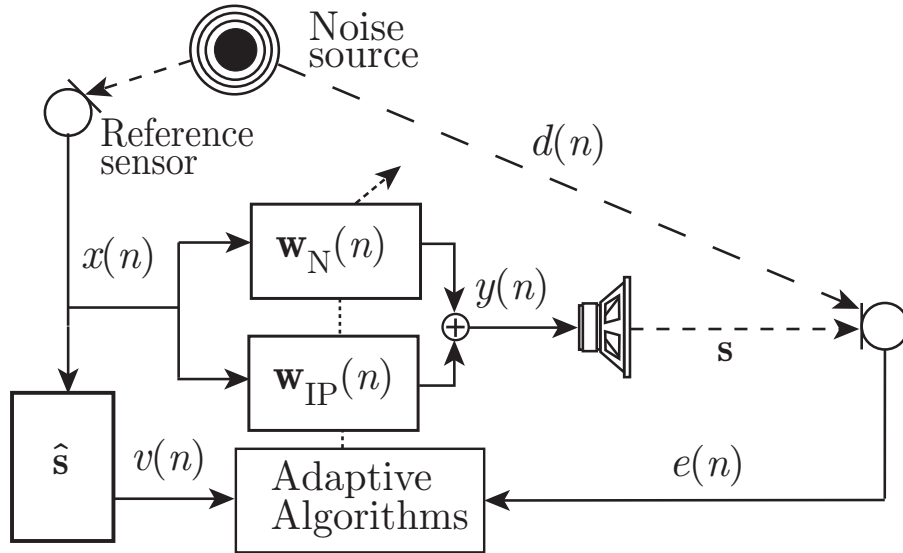 Noise
source
Reference
sensor
d(n)
x(n)
w_N(n)
y(n)
s
w_IP(n)
ŝ
v(n)
Adaptive
Algorithms
e(n)